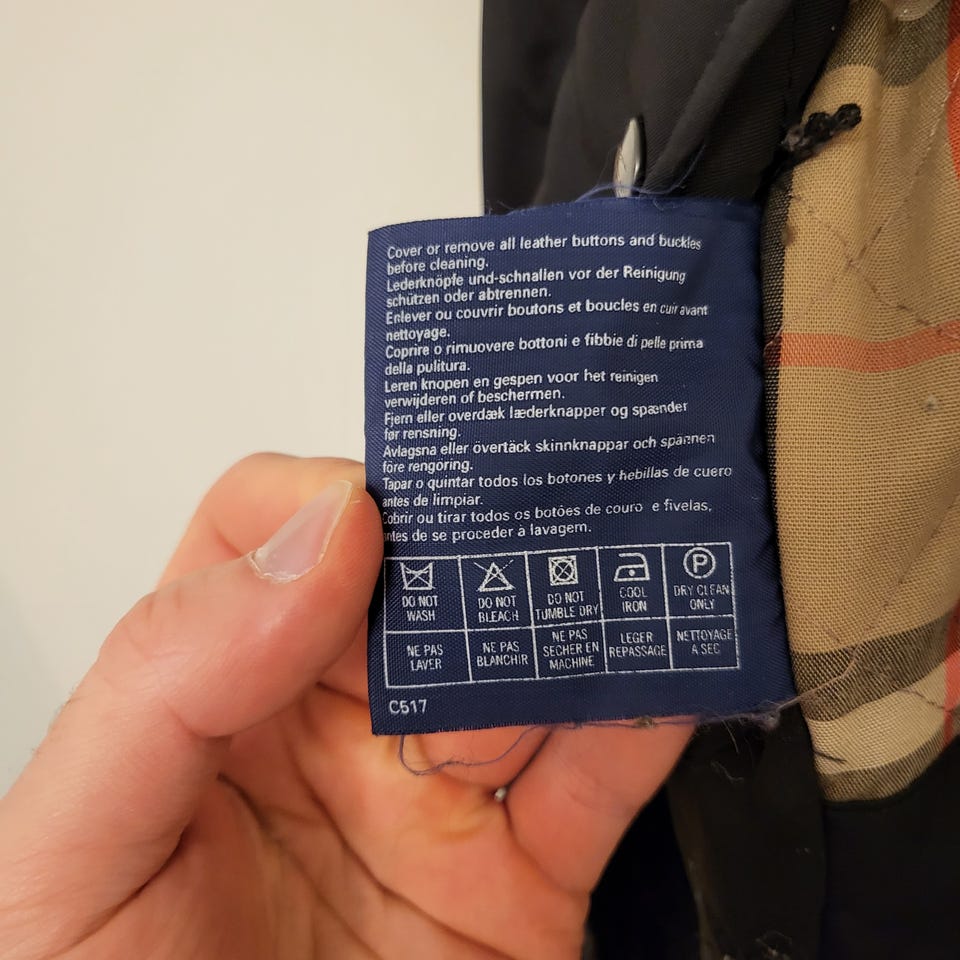 Cover or remove all leather buttons and buckles
before cleaning.
Lederknöpfe und-schnallen vor der Reinigung
schützen oder abtrennen.
Enlever ou couvrir boutons et boucles en cuir avant
nettoyage.
Coprire o rimuovere bottoni e fibbie di pelle prima
della pulitura.
Leren knopen en gespen voor het reinigen
verwijderen of beschermen.
Fjern eller overdæk læderknapper og spænder
før rensning.
Avlagsna eller övertäck skinnknappar och spännen
före rengöring.
Tapar o quintar todos los botones y hebillas de cuero
antes de limpiar.
Cobrir ou tirar todos os botões de couro e fivelas,
antes de se proceder à lavagem.
P
DO NOT WASH
DO NOT BLEACH
DO NOT TUMBLE DRY
COOL IRON
DRY CLEAN ONLY
NE PAS LAVER
NE PAS BLANCHIR
NE PAS SECHER EN MACHINE
LEGER REPASSAGE
NETTOYAGE A SEC
C517